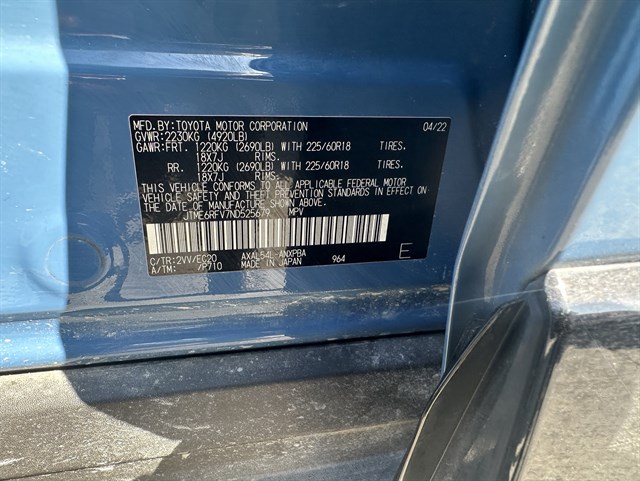 MFD.BY:TOYOTA MOTOR CORPORATION 04/22
GVWR:2230KG (4920LB)
GAWR:FRT. 1220KG (2690LB) WITH 225/60R18 TIRES.
18X7J RIMS.
RR. 1220KG (2690LB) WITH 225/60R18 TIRES.
18X7J RIMS.
THIS VEHICLE CONFORMS TO ALL APPLICABLE FEDERAL MOTOR
VEHICLE SAFETY,BUMPER,AND THEFT PREVENTION STANDARDS IN EFFECT ON
THE DATE OF MANUFACTURE SHOWN ABOVE.
JTME6RFV7ND525679 MPV
C/TR:2VV/EC20 AXAL54L-ANXPBA 964 E
A/TM: /P710 MADE IN JAPAN